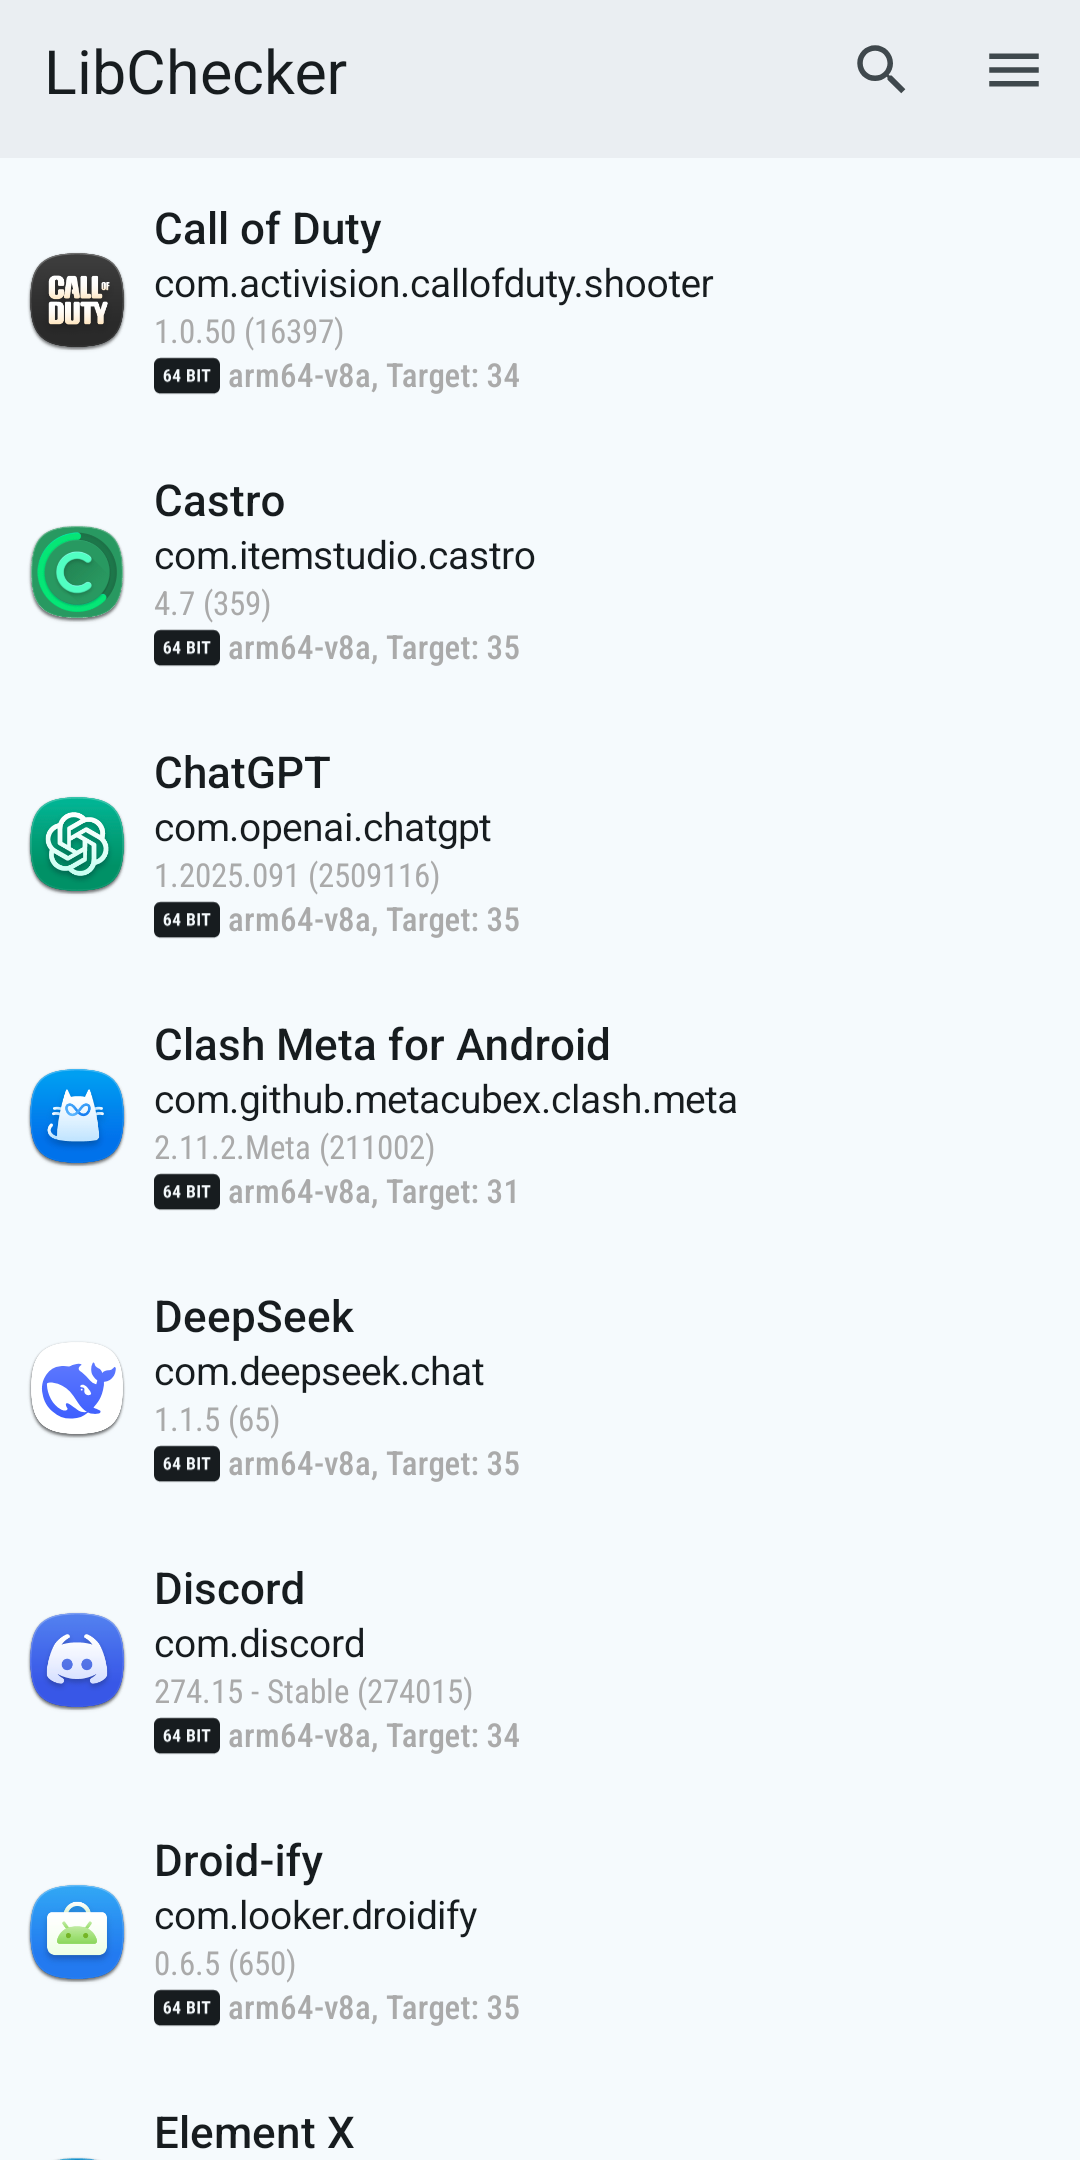 LibChecker
Call of Duty
com.activision.callofduty.shooter
CALL OF
DUTY
1.0.50 (16397)
64 BIT arm64-v8a, Target: 34
Castro
com.itemstudio.castro
4.7 (359)
64 BIT arm64-v8a, Target: 35
ChatGPT
com.openai.chatgpt
1.2025.091 (2509116)
64 BIT arm64-v8a, Target: 35
Clash Meta for Android
com.github.metacubex.clash.meta
2.11.2.Meta (211002)
64 BIT arm64-v8a, Target: 31
DeepSeek
com.deepseek.chat
1.1.5 (65)
64 BIT arm64-v8a, Target: 35
Discord
com.discord
274.15 - Stable (274015)
64 BIT arm64-v8a, Target: 34
Droid-ify
com.looker.droidify
0.6.5 (650)
64 BIT arm64-v8a, Target: 35
Element X